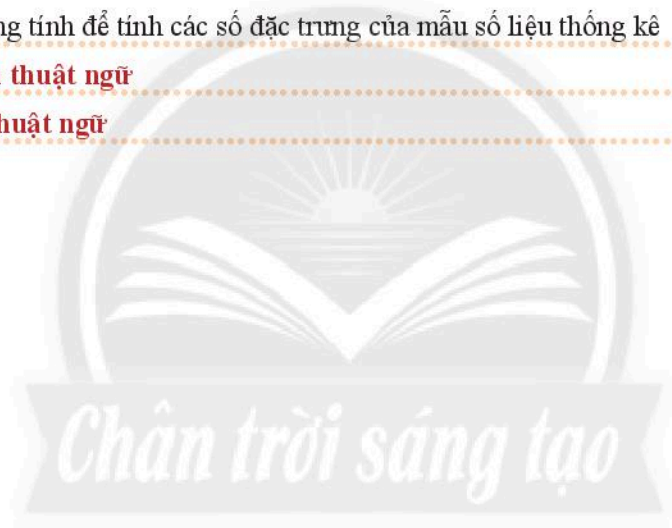 ng tính để tính các số đặc trưng của mẫu số liệu thống kê
thuật ngữ
huật ngữ
Chân trời sáng tạo